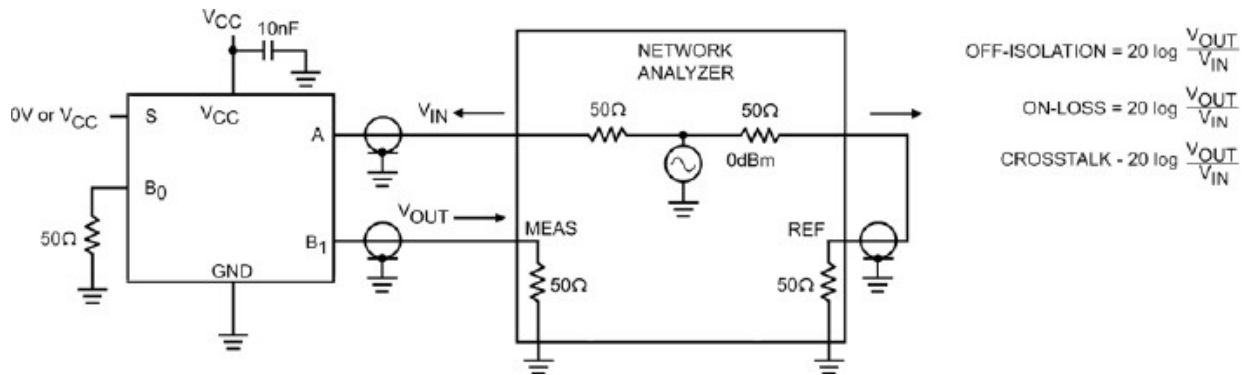 VCC
10nF
0V or VCC
S
VCC
A
B0
50Ω
B1
GND
VIN
VOUT
NETWORK
ANALYZER
50Ω
50Ω
0dBm
MEAS
REF
50Ω
50Ω
OFF-ISOLATION = 20 log VOUT
VIN
ON-LOSS = 20 log VOUT
VIN
CROSSTALK - 20 log VOUT
VIN